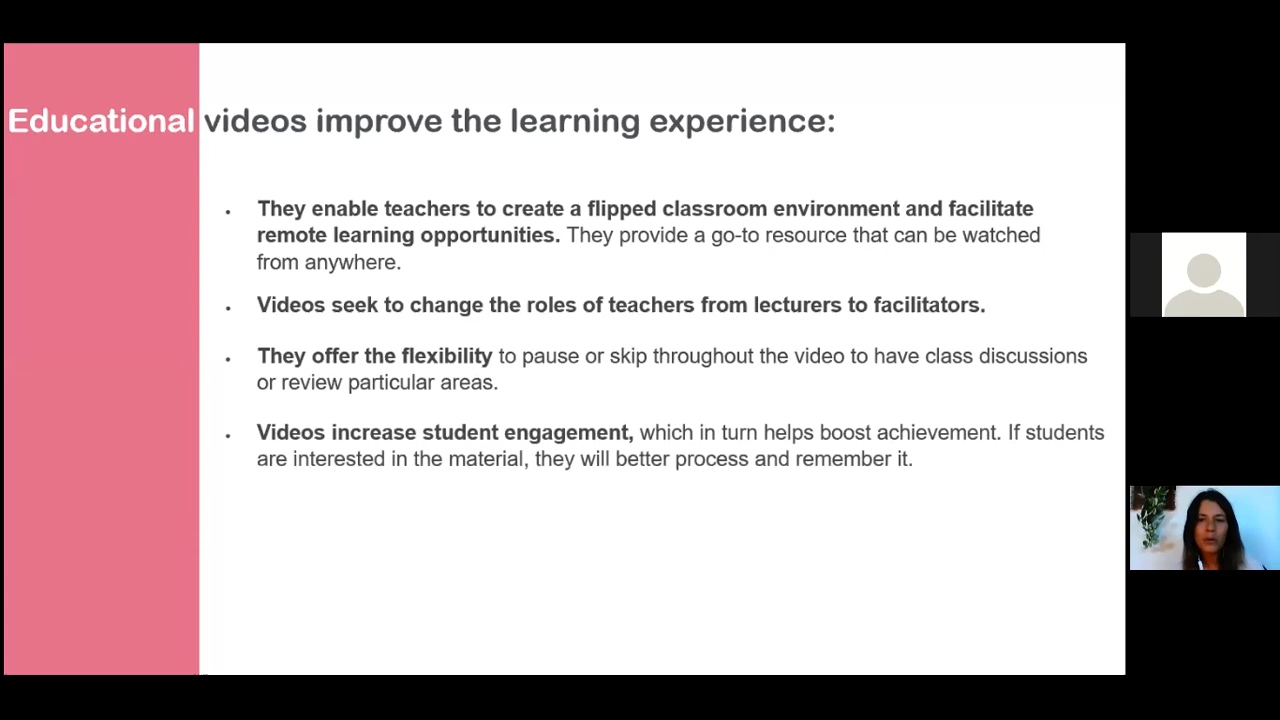 Educational videos improve the learning experience:
• They enable teachers to create a flipped classroom environment and facilitate
remote learning opportunities. They provide a go-to resource that can be watched
from anywhere.
• Videos seek to change the roles of teachers from lecturers to facilitators.
• They offer the flexibility to pause or skip throughout the video to have class discussions
or review particular areas.
• Videos increase student engagement, which in turn helps boost achievement. If students
are interested in the material, they will better process and remember it.